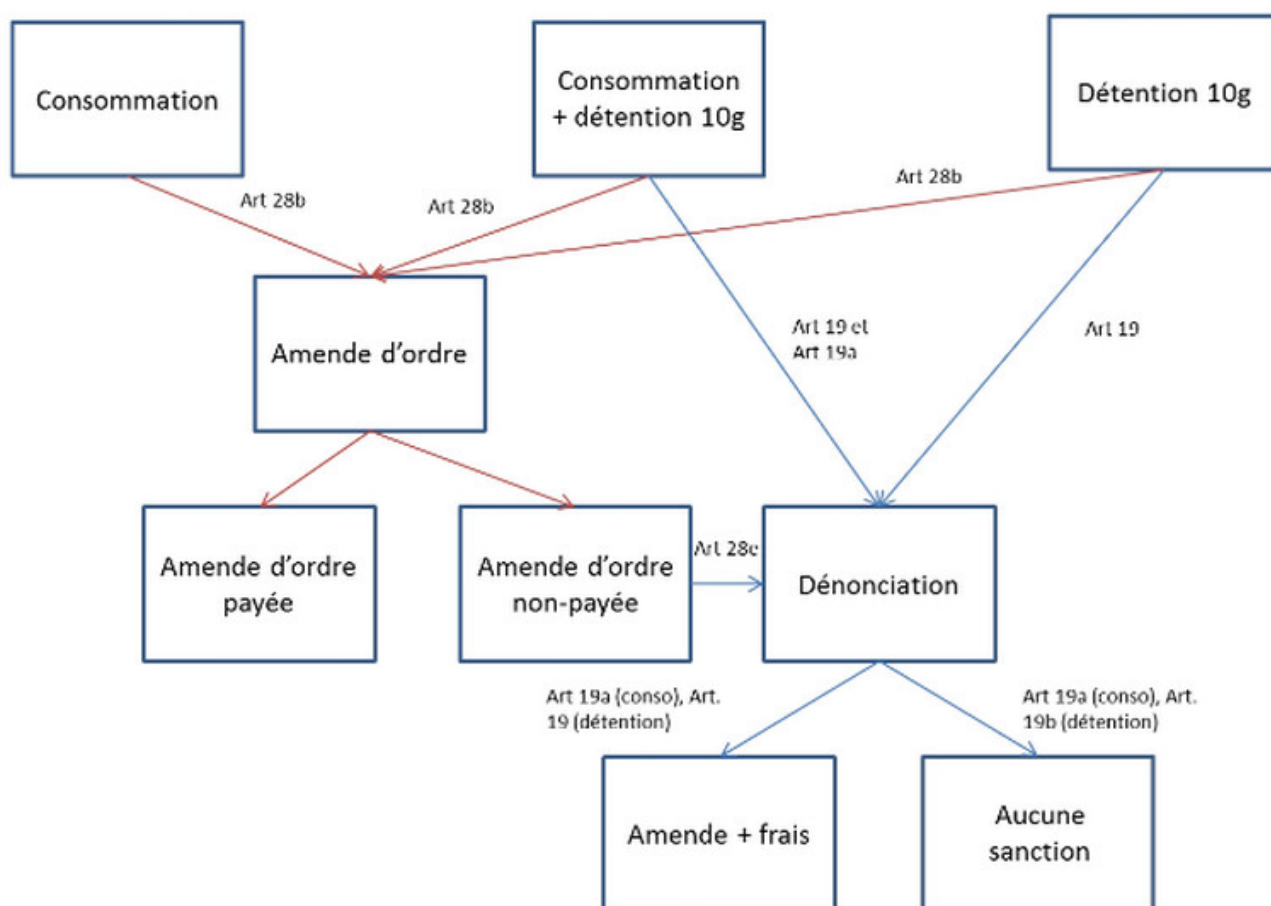 Consommation
Consommation
+ détention 10g
Détention 10g
Art 28b
Art 28b
Art 28b
Amende d’ordre
Art 19 et
Art 19a
Art 19
Amende d’ordre
payée
Amende d’ordre
non-payée
Art 28e
Dénonciation
Art 19a (conso), Art.
19 (détention)
Art 19a (conso), Art.
19b (détention)
Amende + frais
Aucune
sanction